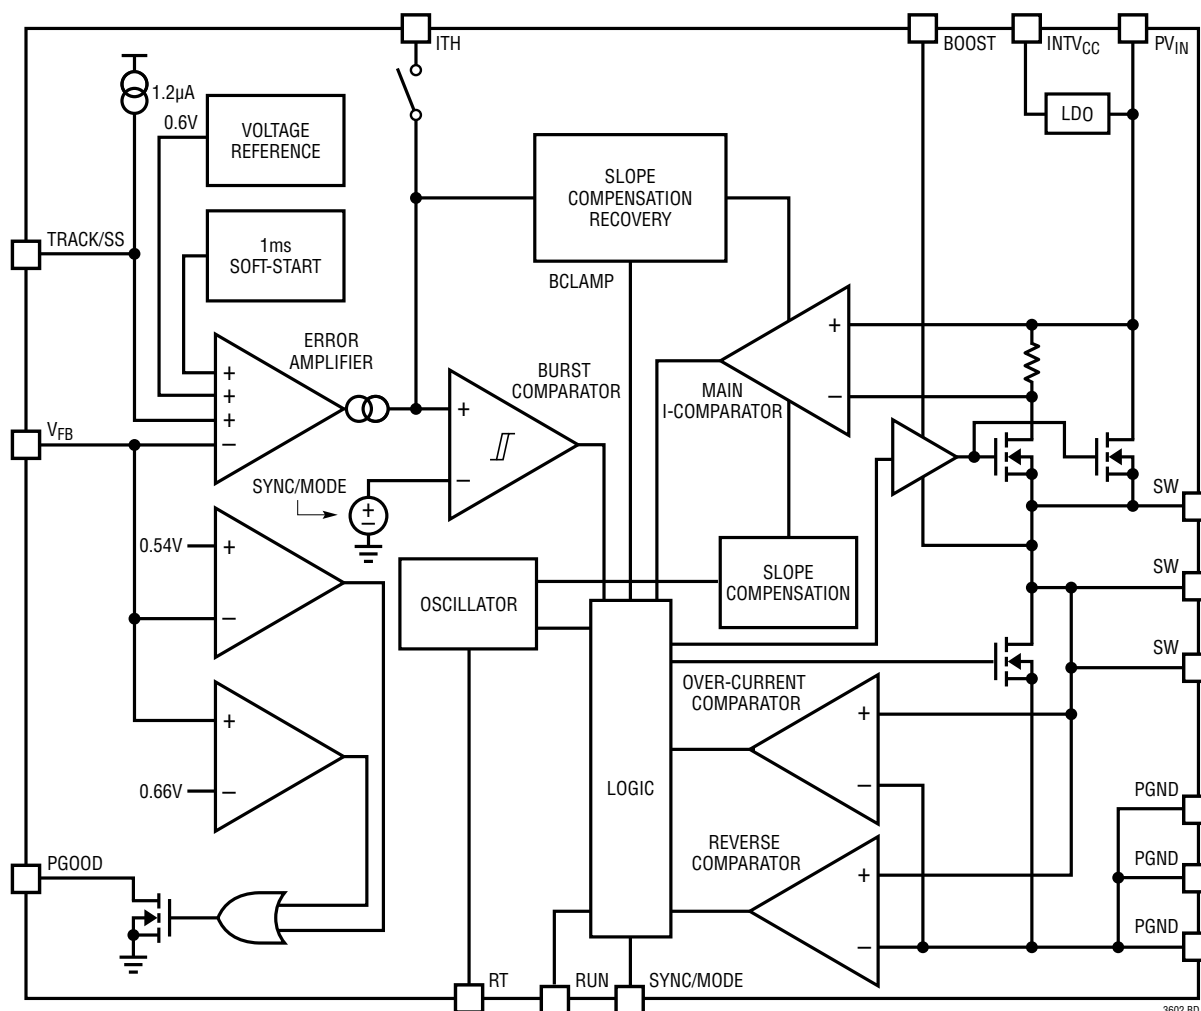 ITH
BOOST
INTVCC
PVIN
1.2µA
0.6V
VOLTAGE
REFERENCE
LDO
SLOPE
COMPENSATION
RECOVERY
TRACK/SS
1ms
SOFT-START
BCLAMP
ERROR
AMPLIFIER
+
+
+
–
BURST
COMPARATOR
+
–
MAIN
I-COMPARATOR
+
–
VFB
SYNC/MODE
+
–
SW
0.54V
+
–
OSCILLATOR
SLOPE
COMPENSATION
SW
SW
OVER-CURRENT
COMPARATOR
+
–
0.66V
+
–
LOGIC
PGND
REVERSE
COMPARATOR
+
–
PGND
PGOOD
PGND
RT
RUN
SYNC/MODE
3602 BD